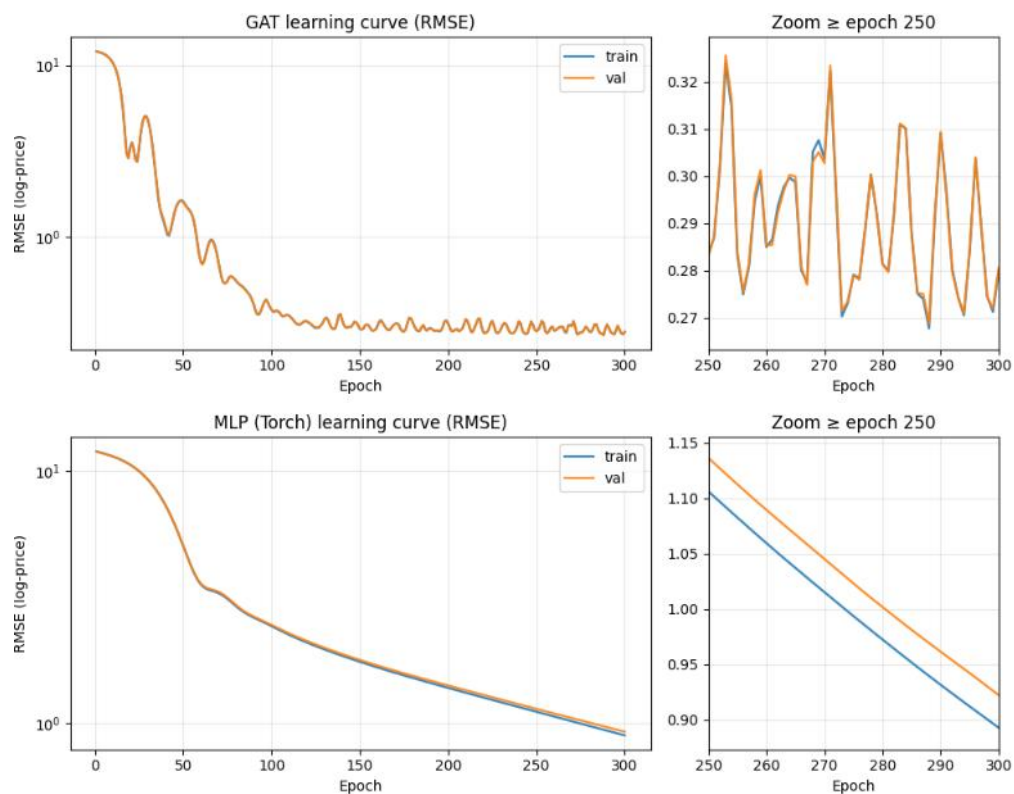 GAT learning curve (RMSE)
RMSE (log-price)
10¹
10⁰
train
val
0 50 100 150 200 250 300
Epoch
Zoom ≥ epoch 250
0.32
0.31
0.30
0.29
0.28
0.27
250 260 270 280 290 300
Epoch
MLP (Torch) learning curve (RMSE)
RMSE (log-price)
10¹
10⁰
train
val
0 50 100 150 200 250 300
Epoch
Zoom ≥ epoch 250
1.15
1.10
1.05
1.00
0.95
0.90
250 260 270 280 290 300
Epoch